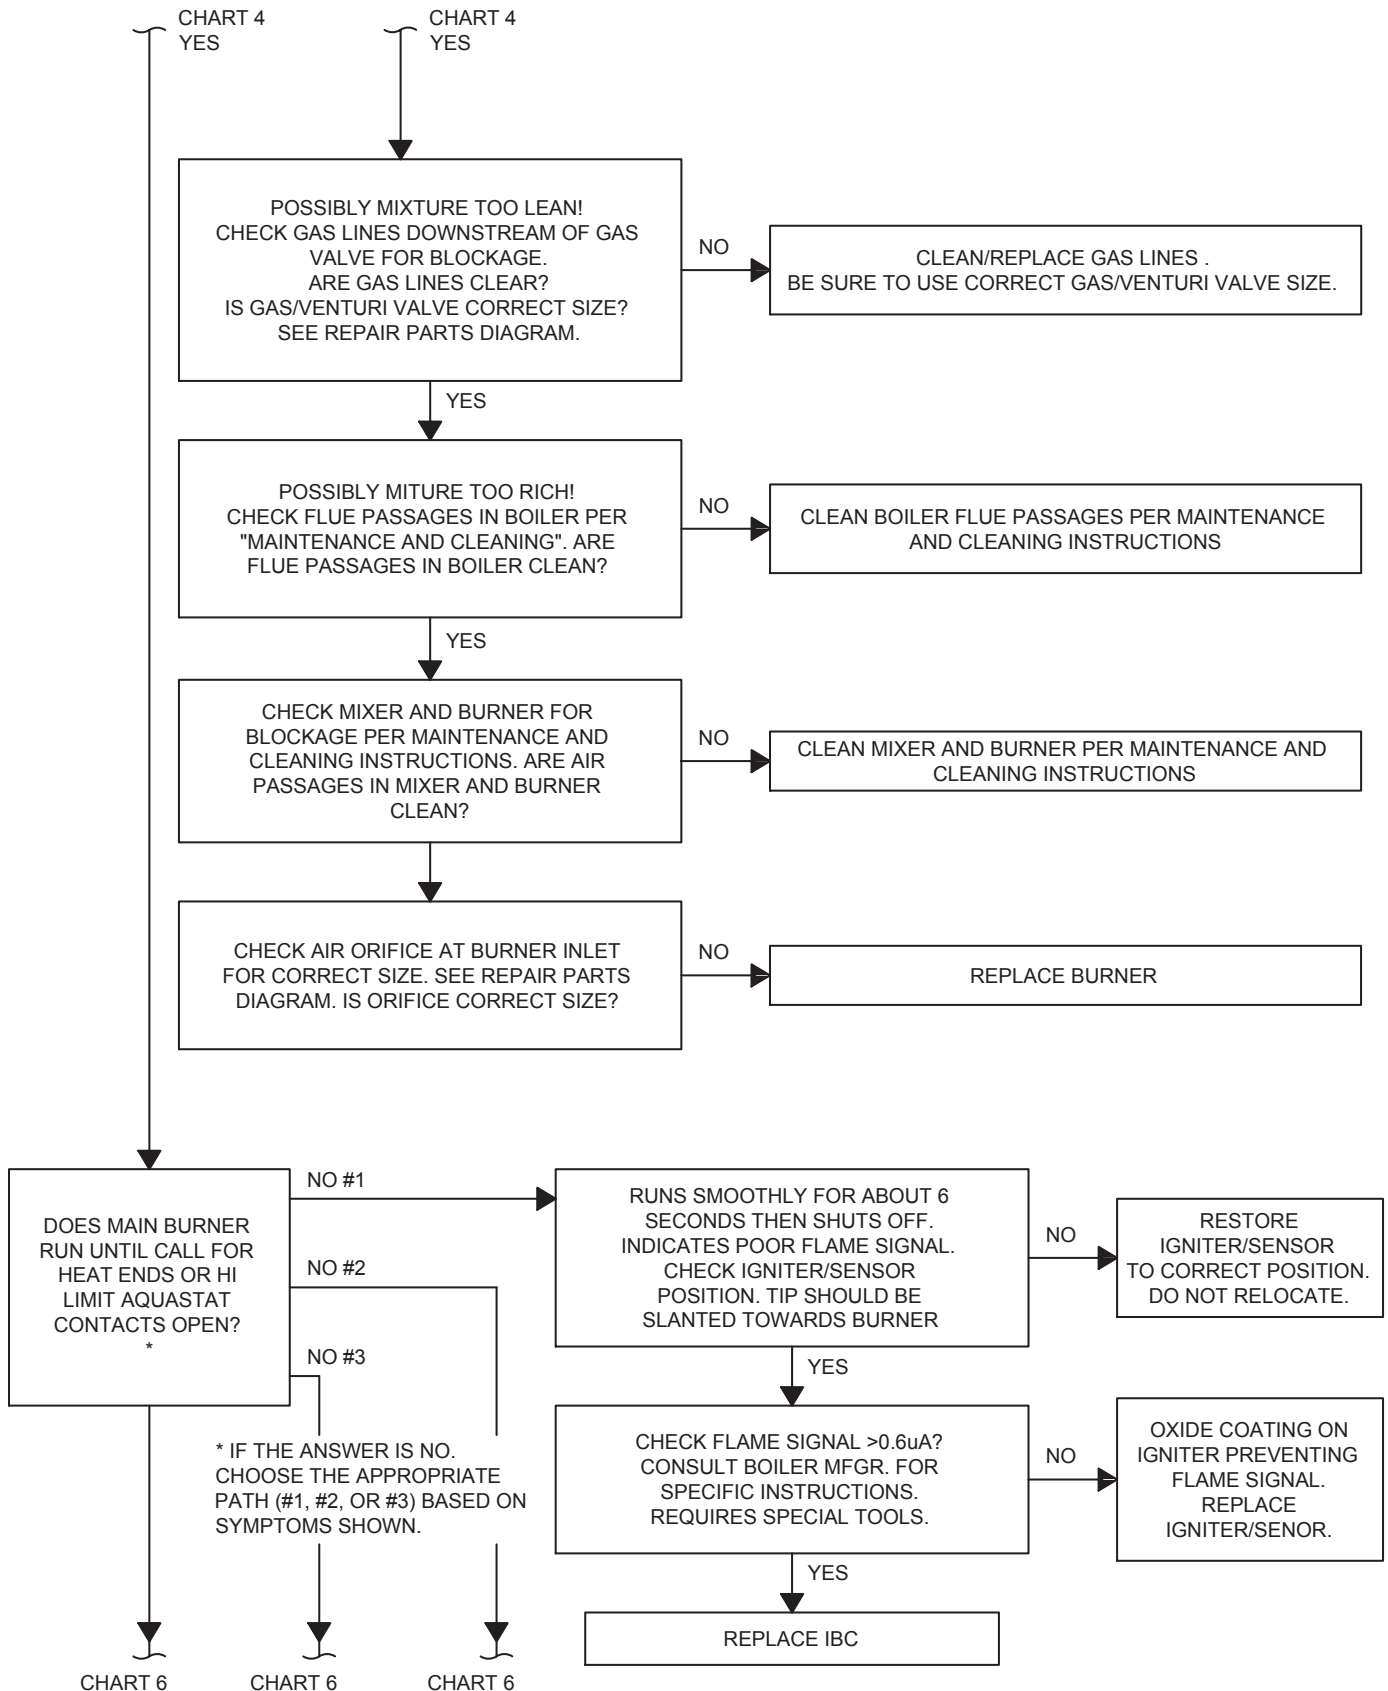 CHART 4
YES
CHART 4
YES
POSSIBLY MIXTURE TOO LEAN!
CHECK GAS LINES DOWNSTREAM OF GAS
VALVE FOR BLOCKAGE.
ARE GAS LINES CLEAR?
IS GAS/VENTURI VALVE CORRECT SIZE?
SEE REPAIR PARTS DIAGRAM.
NO
CLEAN/REPLACE GAS LINES .
BE SURE TO USE CORRECT GAS/VENTURI VALVE SIZE.
YES
POSSIBLY MITURE TOO RICH!
CHECK FLUE PASSAGES IN BOILER PER
"MAINTENANCE AND CLEANING". ARE
FLUE PASSAGES IN BOILER CLEAN?
NO
CLEAN BOILER FLUE PASSAGES PER MAINTENANCE
AND CLEANING INSTRUCTIONS
YES
CHECK MIXER AND BURNER FOR
BLOCKAGE PER MAINTENANCE AND
CLEANING INSTRUCTIONS. ARE AIR
PASSAGES IN MIXER AND BURNER
CLEAN?
NO
CLEAN MIXER AND BURNER PER MAINTENANCE AND
CLEANING INSTRUCTIONS
CHECK AIR ORIFICE AT BURNER INLET
FOR CORRECT SIZE. SEE REPAIR PARTS
DIAGRAM. IS ORIFICE CORRECT SIZE?
NO
REPLACE BURNER
DOES MAIN BURNER
RUN UNTIL CALL FOR
HEAT ENDS OR HI
LIMIT AQUASTAT
CONTACTS OPEN?
*
NO #1
NO #2
NO #3
RUNS SMOOTHLY FOR ABOUT 6
SECONDS THEN SHUTS OFF.
INDICATES POOR FLAME SIGNAL.
CHECK IGNITER/SENSOR
POSITION. TIP SHOULD BE
SLANTED TOWARDS BURNER
NO
RESTORE
IGNITER/SENSOR
TO CORRECT POSITION.
DO NOT RELOCATE.
YES
* IF THE ANSWER IS NO.
CHOOSE THE APPROPRIATE
PATH (#1, #2, OR #3) BASED ON
SYMPTOMS SHOWN.
CHECK FLAME SIGNAL >0.6uA?
CONSULT BOILER MFGR. FOR
SPECIFIC INSTRUCTIONS.
REQUIRES SPECIAL TOOLS.
NO
OXIDE COATING ON
IGNITER PREVENTING
FLAME SIGNAL.
REPLACE
IGNITER/SENOR.
YES
REPLACE IBC
CHART 6
CHART 6
CHART 6